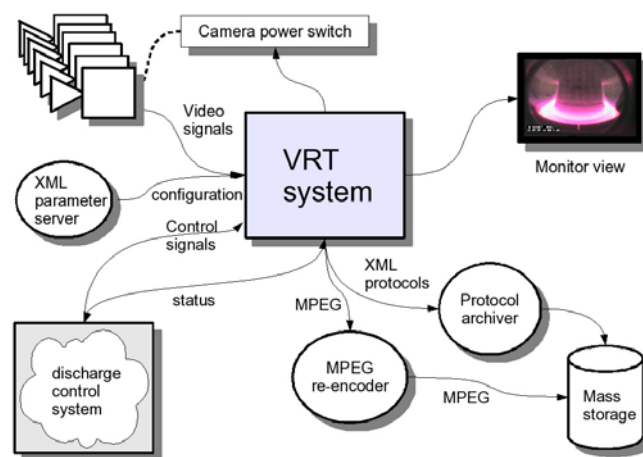 Camera power switch
Video
signals
VRT
system
Monitor view
XML
parameter
server
configuration
Control
signals
status
XML
protocols
MPEG
Protocol
archiver
discharge
control
system
MPEG
re-encoder
MPEG
Mass
storage